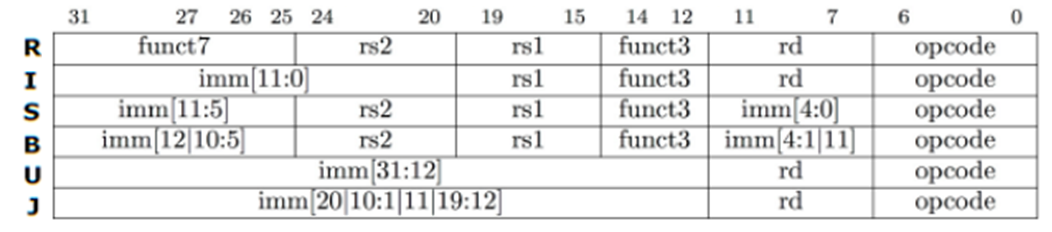 31 27 26 25 24 20 19 15 14 12 11 7 6 0
R funct7 rs2 rs1 funct3 rd opcode
I imm[11:0] rs1 funct3 rd opcode
S imm[11:5] rs2 rs1 funct3 imm[4:0] opcode
B imm[12|10:5] rs2 rs1 funct3 imm[4:1|11] opcode
U imm[31:12] rd opcode
J imm[20|10:1|11|19:12] rd opcode